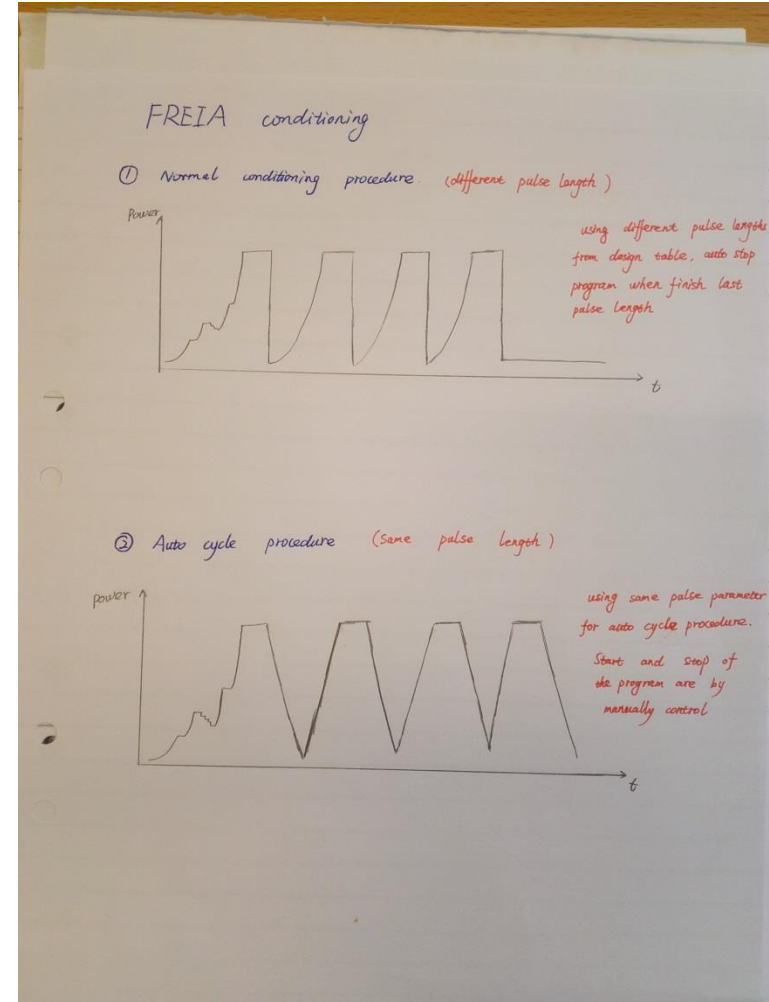 FREIA conditioning
① Normal conditioning procedure. (different pulse length)
Power
using different pulse lengths
from design table, auto stop
program when finish last
pulse length
t
② Auto cycle procedure (Same pulse length)
power
using same pulse parameter
for auto cycle procedure.
Start and stop of
the program are by
manually control
t